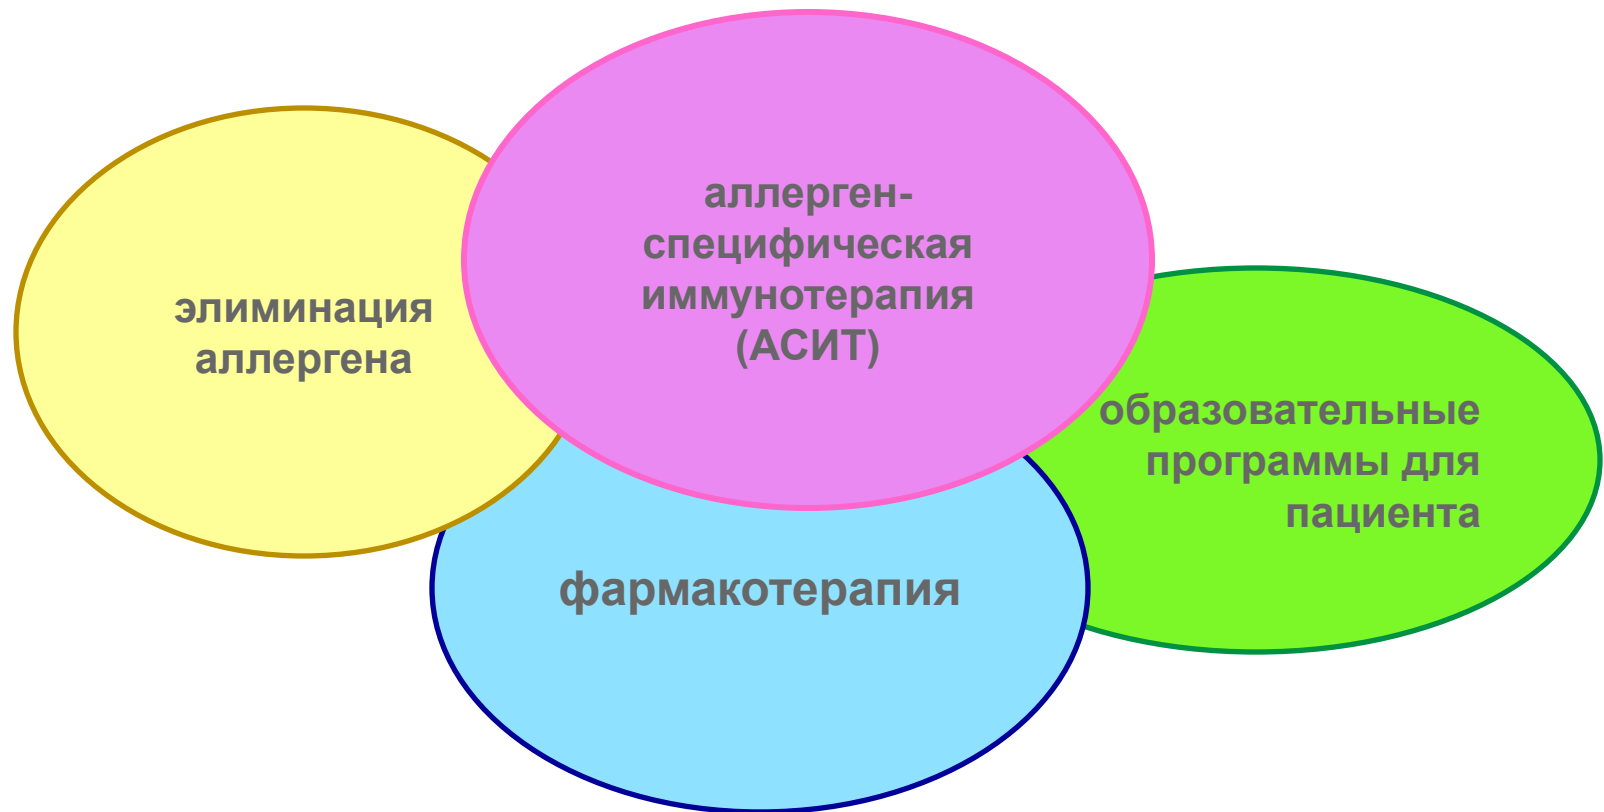 элиминация
аллергена
аллерген-
специфическая
иммунотерапия
(АСИТ)
образовательные
программы для
пациента
фармакотерапия